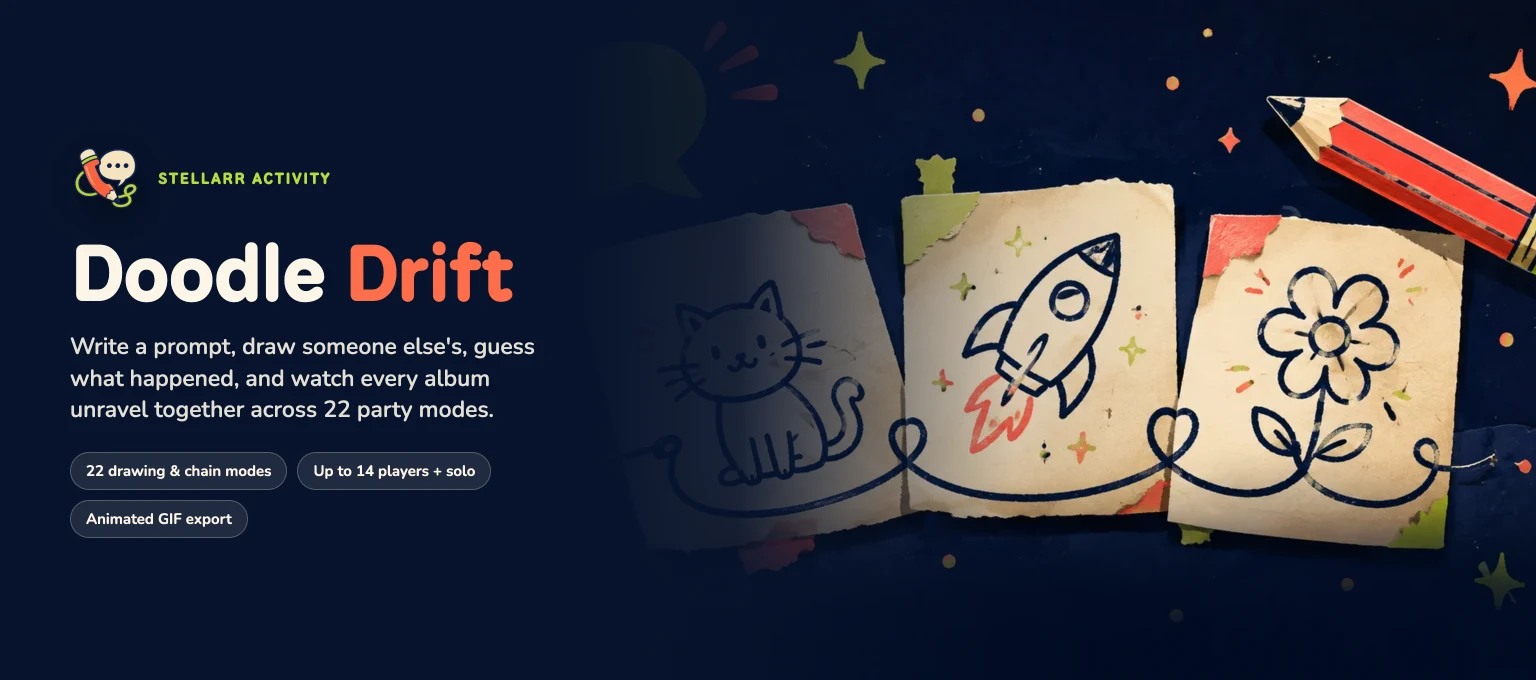 STELLARR ACTIVITY
Doodle Drift
Write a prompt, draw someone else's, guess
what happened, and watch every album
unravel together across 22 party modes.
22 drawing & chain modes
Up to 14 players + solo
Animated GIF export